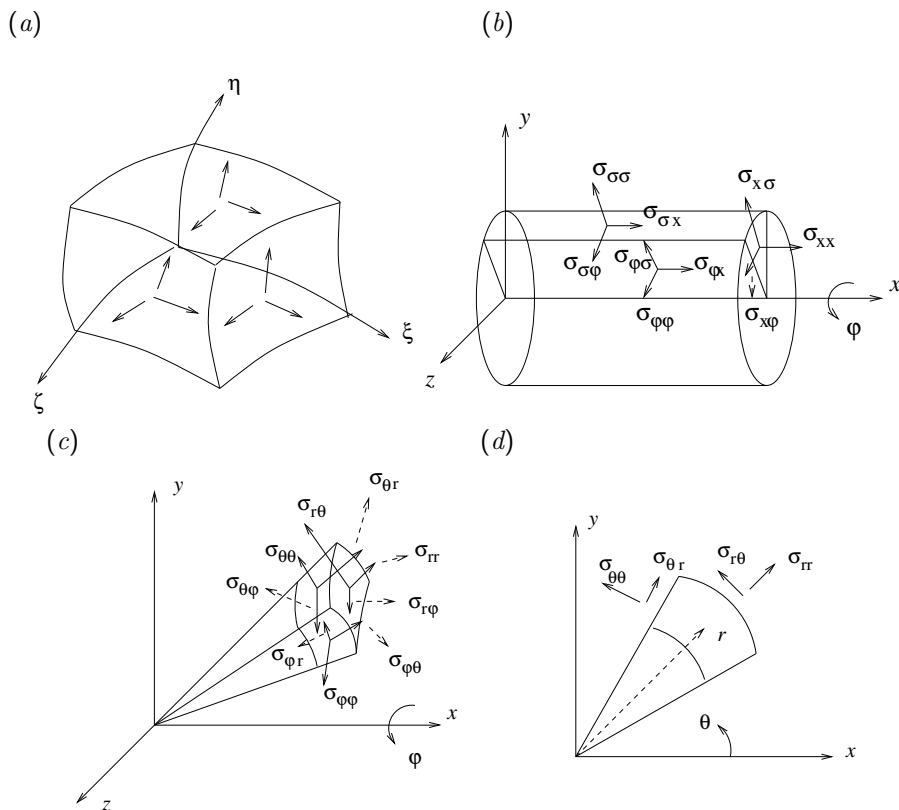 (a)
η
ξ
ζ
(b)
y
σσσ
σσx
σxσ
σxx
σσφ
σφσ
σφx
σφφ
σxφ
x
φ
z
(c)
y
σθr
σrθ
σθθ
σrr
σθφ
σrφ
σφr
σφθ
σφφ
x
φ
z
(d)
y
σθθ
σθr
σrθ
σrr
r
θ
x